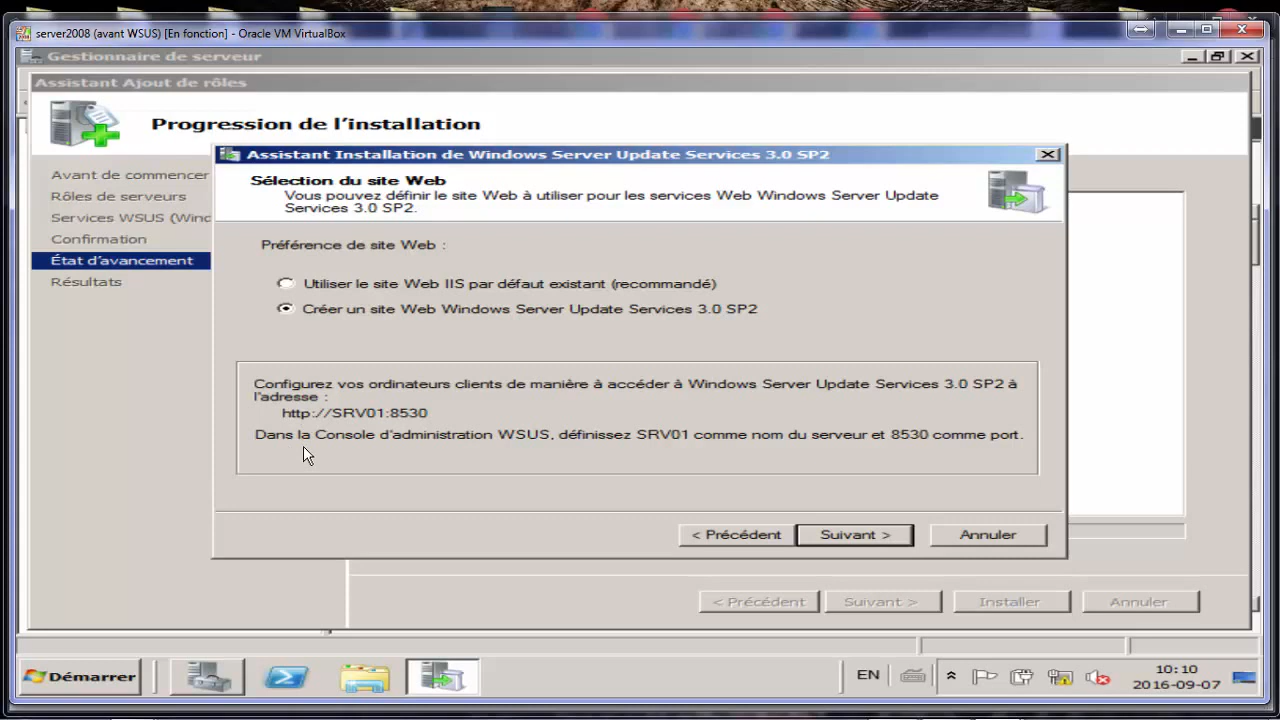 server2008 (avant WSUS) [En fonction] - Oracle VM VirtualBox
Gestionnaire de serveur
Assistant Ajout de rôles
Progression de l'installation
Avant de commencer
Rôles de serveurs
Services WSUS (Wind
Confirmation
État d'avancement
Résultats
Assistant Installation de Windows Server Update Services 3.0 SP2
Sélection du site Web
Vous pouvez définir le site Web à utiliser pour les services Web Windows Server Update
Services 3.0 SP2.
Préférence de site Web :
Utiliser le site Web IIS par défaut existant (recommandé)
Créer un site Web Windows Server Update Services 3.0 SP2
Configurez vos ordinateurs clients de manière à accéder à Windows Server Update Services 3.0 SP2 à
l'adresse :
http://SRV01:8530
Dans la Console d'administration WSUS, définissez SRV01 comme nom du serveur et 8530 comme port.
< Précédent Suivant > Annuler
< Précédent Suivant > Installer Annuler
Démarrer EN 10:10
2016-09-07